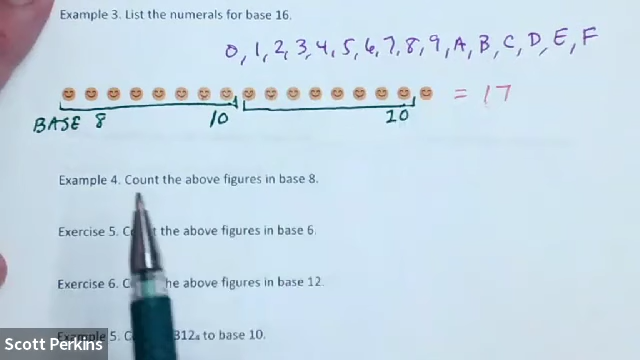 Example 3. List the numerals for base 16.
0, 1, 2, 3, 4, 5, 6, 7, 8, 9, A, B, C, D, E, F
= 17
BASE 8 10 10
Example 4. Count the above figures in base 8.
Exercise 5. the above figures in base 6.
Exercise 6. the above figures in base 12.
5. 312₄ to base 10.
Scott Perkins